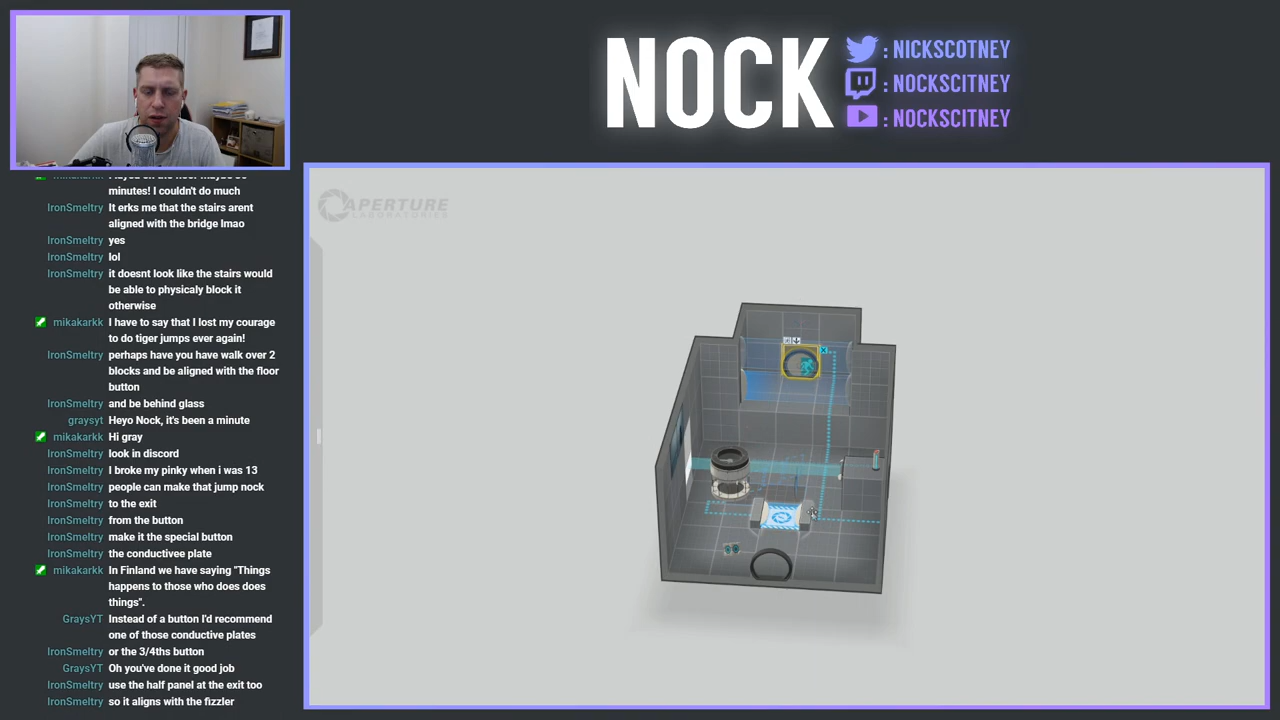 NOCK
: NICKSCOTNEY
: NOCKSCITNEY
: NOCKSCITNEY
minutes! I couldn't do much
IronSmeltry It erks me that the stairs arent
aligned with the bridge lmao
IronSmeltry yes
IronSmeltry lol
IronSmeltry it doesnt look like the stairs would
be able to physicaly block it
otherwise
mikakarkk I have to say that I lost my courage
to do tiger jumps ever again!
IronSmeltry perhaps have you have walk over 2
blocks and be aligned with the floor
button
IronSmeltry and be behind glass
graysyt Heyo Nock, it's been a minute
mikakarkk Hi gray
IronSmeltry look in discord
IronSmeltry I broke my pinky when i was 13
IronSmeltry people can make that jump nock
IronSmeltry to the exit
IronSmeltry from the button
IronSmeltry make it the special button
IronSmeltry the conductivee plate
mikakarkk In Finland we have saying "Things
happens to those who does does
things".
GraysYT Instead of a button I'd recommend
one of those conductive plates
IronSmeltry or the 3/4ths button
GraysYT Oh you've done it good job
IronSmeltry use the half panel at the exit too
IronSmeltry so it aligns with the fizzler
APERTURE
LABORATORIES